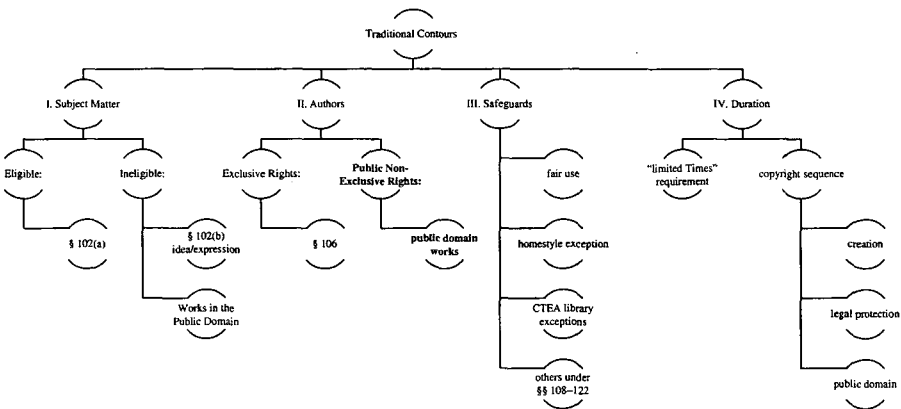 Traditional Contours
I. Subject Matter
II. Authors
III. Safeguards
IV. Duration
Eligible:
Ineligible:
Exclusive Rights:
Public Non-
Exclusive Rights:
fair use
"limited Times"
requirement
copyright sequence
§ 102(a)
§ 102(b)
idea/expression
§ 106
public domain
works
homestyle exception
creation
Works in the
Public Domain
CTEA library
exceptions
legal protection
others under
§§ 108–122
public domain